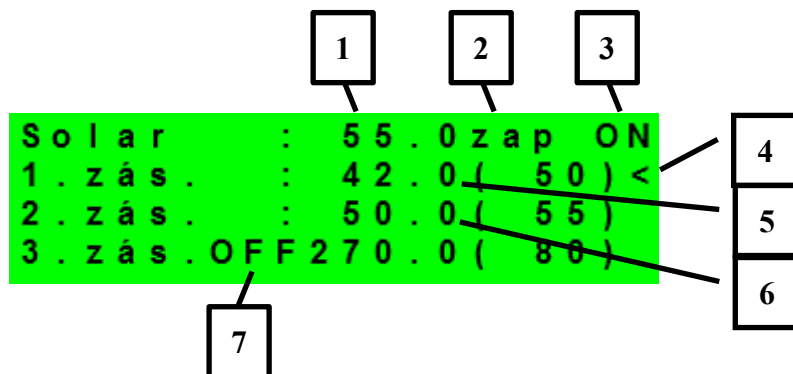 1 2 3
Solar : 55.0zap ON
1.zás. : 42.0( 50)<
2.zás. : 50.0( 55)
3.zás.OFF270.0( 80)
4
5
6
7